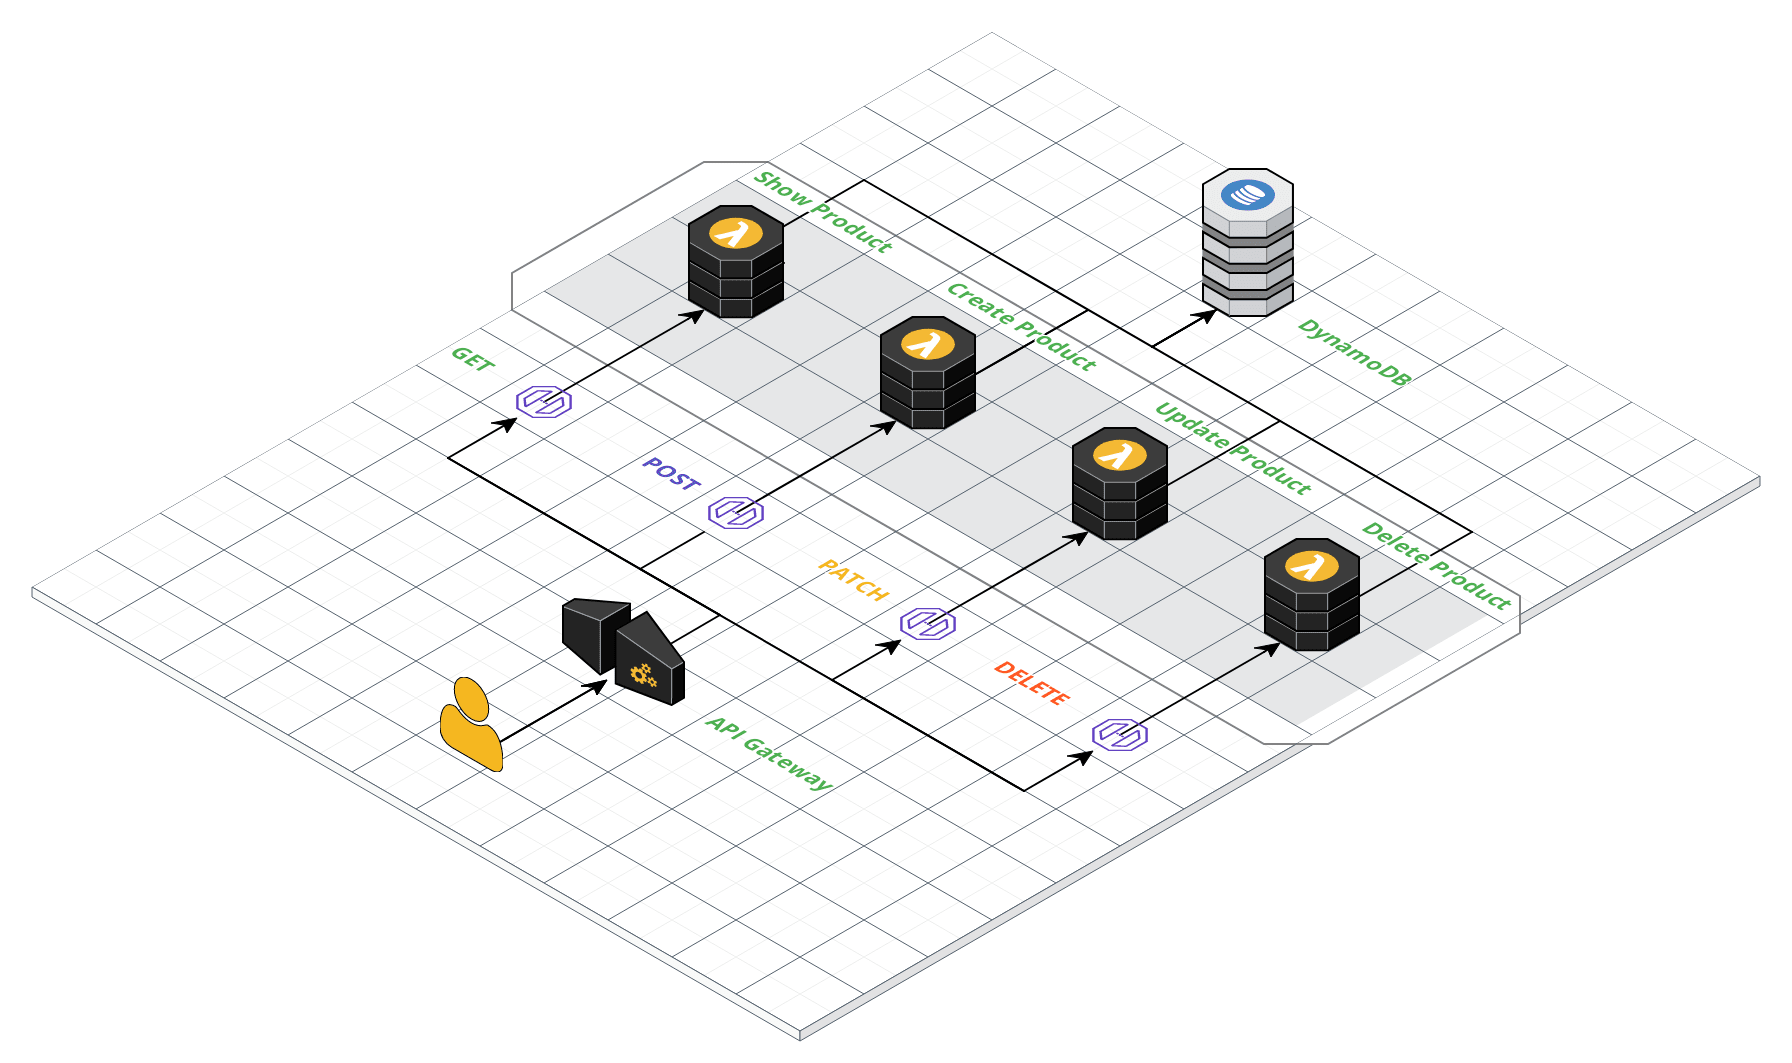 Show Product
Create Product
DynamoDB
GET
Update Product
POST
Delete Product
PATCH
DELETE
API Gateway